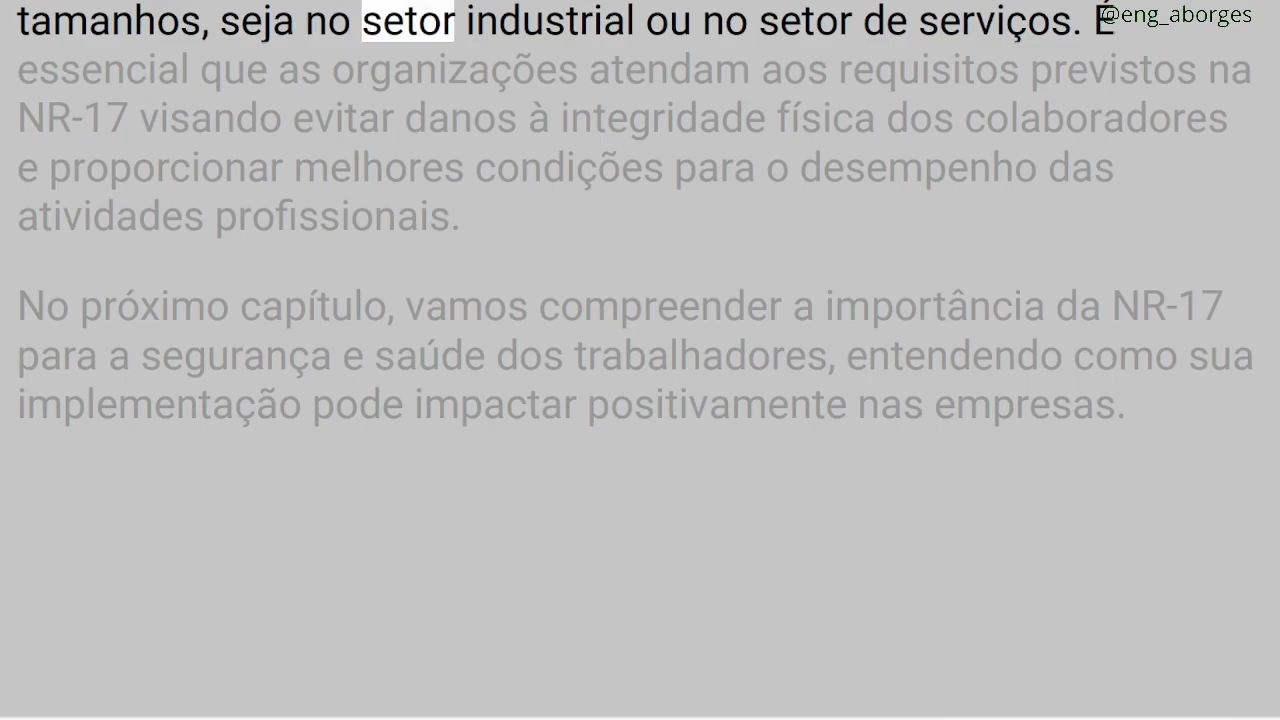 tamanhos, seja no setor industrial ou no setor de serviços. É
@eng_aborges
essencial que as organizações atendam aos requisitos previstos na
NR-17 visando evitar danos à integridade física dos colaboradores
e proporcionar melhores condições para o desempenho das
atividades profissionais.
No próximo capítulo, vamos compreender a importância da NR-17
para a segurança e saúde dos trabalhadores, entendendo como sua
implementação pode impactar positivamente nas empresas.